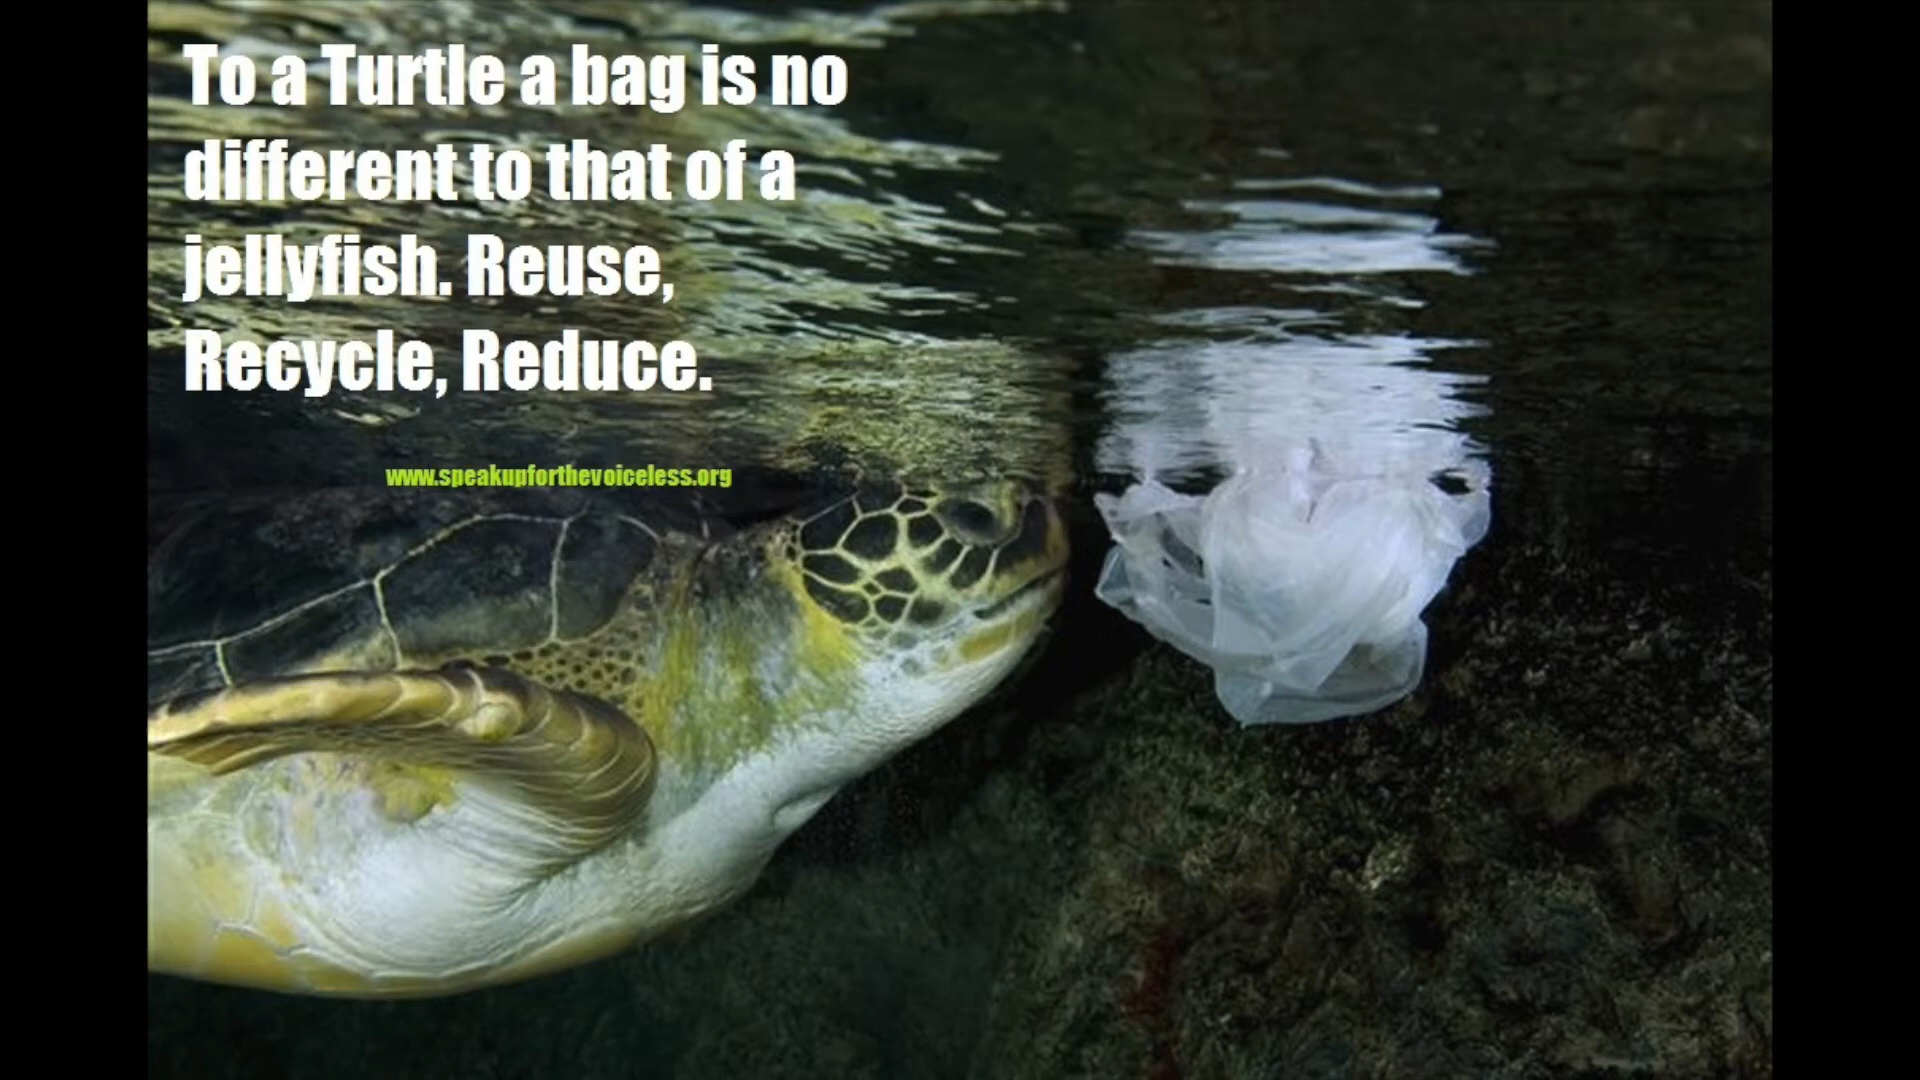 To a Turtle a bag is no
different to that of a
jellyfish. Reuse,
Recycle, Reduce.
www.speakupforthevoiceless.org